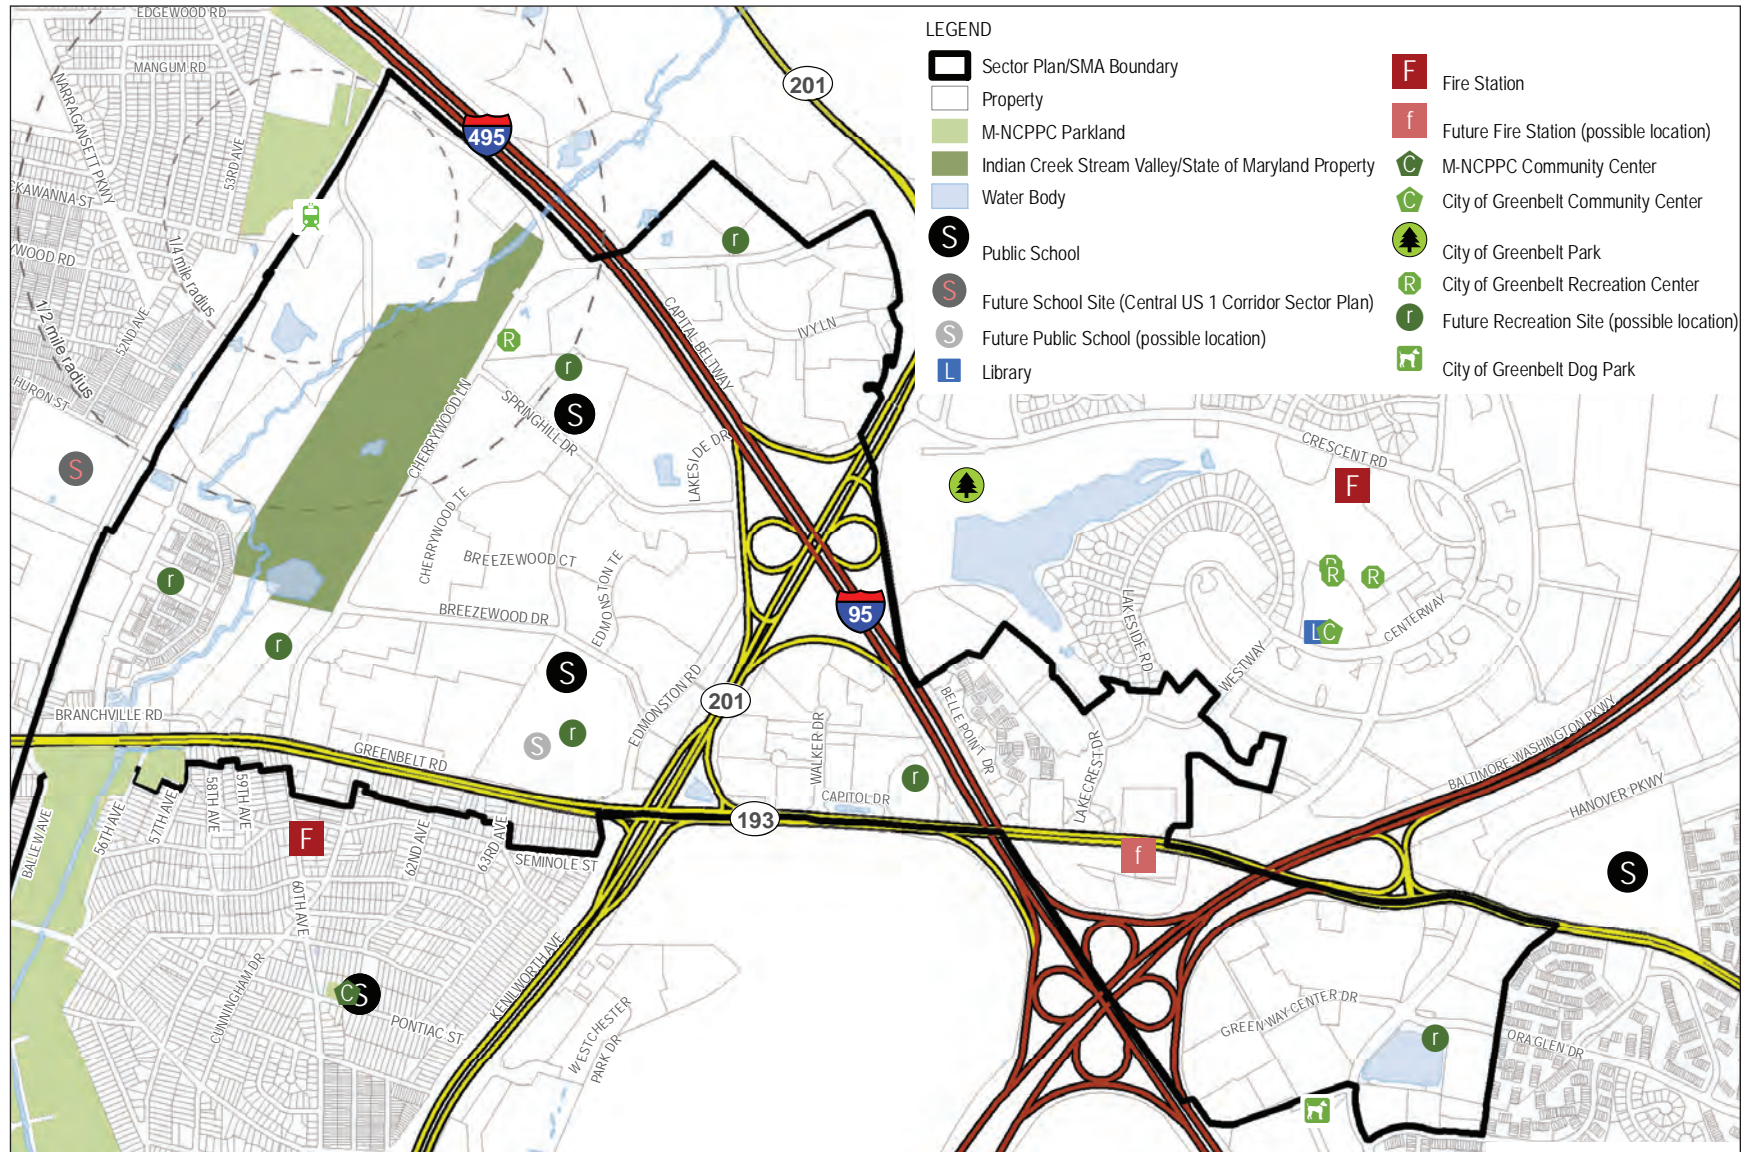 LEGEND
Sector Plan/SMA Boundary
Property
M-NCPPC Parkland
Indian Creek Stream Valley/State of Maryland Property
Water Body
S Public School
S Future School Site (Central US 1 Corridor Sector Plan)
S Future Public School (possible location)
L Library
F Fire Station
f Future Fire Station (possible location)
C M-NCPPC Community Center
C City of Greenbelt Community Center
City of Greenbelt Park
R City of Greenbelt Recreation Center
r Future Recreation Site (possible location)
City of Greenbelt Dog Park
EDGEWOOD RD
MANGUM RD
NARRAGANSETT PKWY
53RD AVE
CKAWANNA ST
YWOOD RD
1/4 mile radius
1/2 mile radius
52ND AVE
HURON ST
495
201
r
CAPITAL BELTWAY
IVY LN
R
r
S
CHERRYWOOD LN
SPRINGHILL DR
LAKESIDE DR
S
CRESCENT RD
F
CHERRYWOOD TE
BREEZEWOOD CT
EDMONSTON TE
r
BREEZEWOOD DR
95
R
R
R
LAKESIDE RD
CENTERWAY
L
C
r
S
WESTWAY
EDMONSTON RD
201
BRANCHVILLE RD
S
r
GREENBELT RD
WALKER DR
BELLE POINT DR
LAKECREST DR
r
CAPITOL DR
193
BALTIMORE-WASHINGTON PKWY
HANOVER PKWY
BALLEW AVE
56TH AVE
57TH AVE
58TH AVE
59TH AVE
F
62ND AVE
63RD AVE
SEMINOLE ST
f
S
60TH AVE
CUNNINGHAM DR
C
S
PONTIAC ST
KENILWORTH AVE
WESTCHESTER
PARK DR
GREENWAY CENTER DR
r
ORA GLEN DR